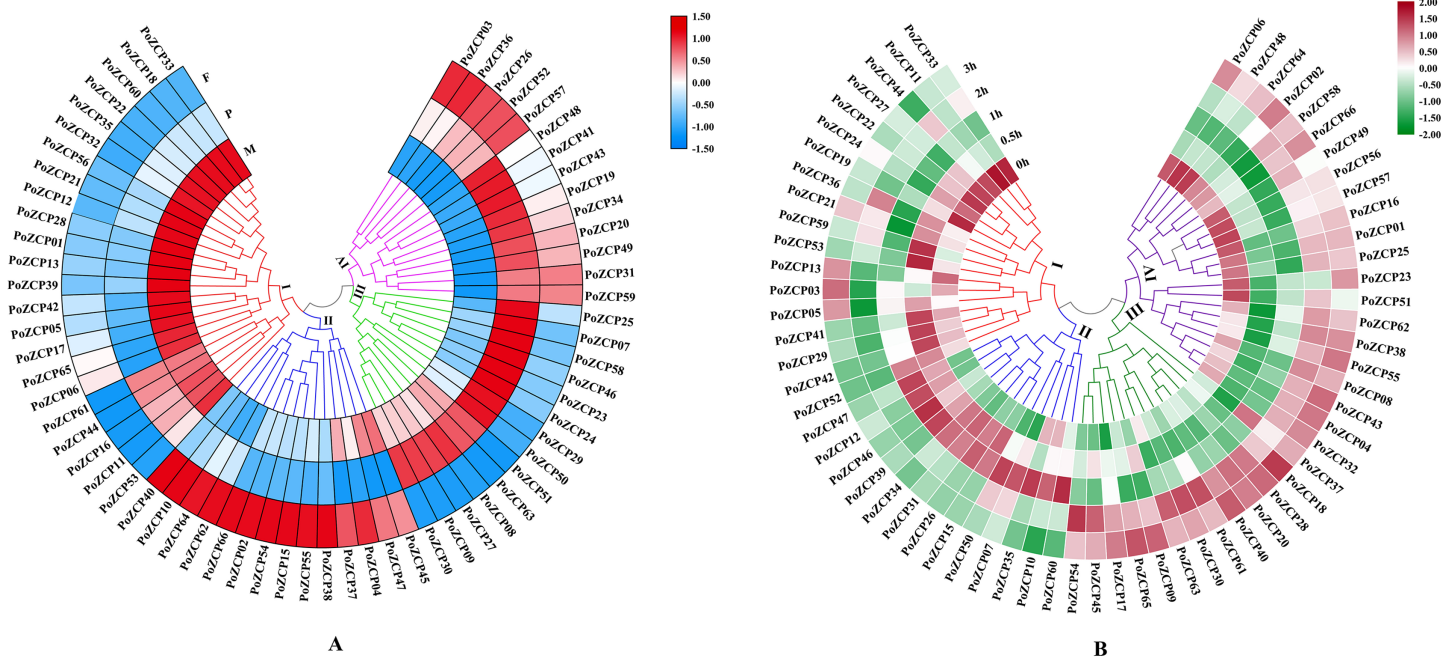 PoZCP33
PoZCP18
PoZCP60
PoZCP22
PoZCP35
PoZCP32
PoZCP56
PoZCP21
PoZCP12
PoZCP28
PoZCP01
PoZCP13
PoZCP39
PoZCP42
PoZCP05
PoZCP17
PoZCP65
PoZCP06
PoZCP61
PoZCP44
PoZCP16
PoZCP11
PoZCP53
PoZCP40
PoZCP10
PoZCP64
PoZCP62
PoZCP66
PoZCP02
PoZCP54
PoZCP15
PoZCP55
PoZCP38
PoZCP37
PoZCP04
PoZCP47
PoZCP45
PoZCP30
PoZCP09
PoZCP27
PoZCP08
PoZCP63
PoZCP51
PoZCP50
PoZCP29
PoZCP24
PoZCP23
PoZCP46
PoZCP58
PoZCP07
PoZCP25
PoZCP59
PoZCP31
PoZCP49
PoZCP20
PoZCP34
PoZCP19
PoZCP43
PoZCP41
PoZCP48
PoZCP57
PoZCP52
PoZCP26
PoZCP36
PoZCP03
F
P
M
I
II
III
IV
1.50
1.00
0.50
0.00
-0.50
-1.00
-1.50
A
PoZCP33
PoZCP11
PoZCP44
PoZCP27
PoZCP22
PoZCP24
PoZCP19
PoZCP36
PoZCP21
PoZCP59
PoZCP53
PoZCP13
PoZCP03
PoZCP05
PoZCP41
PoZCP29
PoZCP42
PoZCP52
PoZCP47
PoZCP12
PoZCP46
PoZCP39
PoZCP34
PoZCP31
PoZCP26
PoZCP15
PoZCP50
PoZCP07
PoZCP35
PoZCP10
PoZCP60
PoZCP54
PoZCP45
PoZCP17
PoZCP65
PoZCP09
PoZCP63
PoZCP30
PoZCP61
PoZCP40
PoZCP20
PoZCP28
PoZCP18
PoZCP37
PoZCP32
PoZCP04
PoZCP43
PoZCP08
PoZCP55
PoZCP38
PoZCP62
PoZCP51
PoZCP23
PoZCP25
PoZCP01
PoZCP16
PoZCP57
PoZCP56
PoZCP49
PoZCP66
PoZCP58
PoZCP02
PoZCP64
PoZCP48
PoZCP06
3h
2h
1h
0.5h
0h
I
II
III
IV
2.00
1.50
1.00
0.50
0.00
-0.50
-1.00
-1.50
-2.00
B